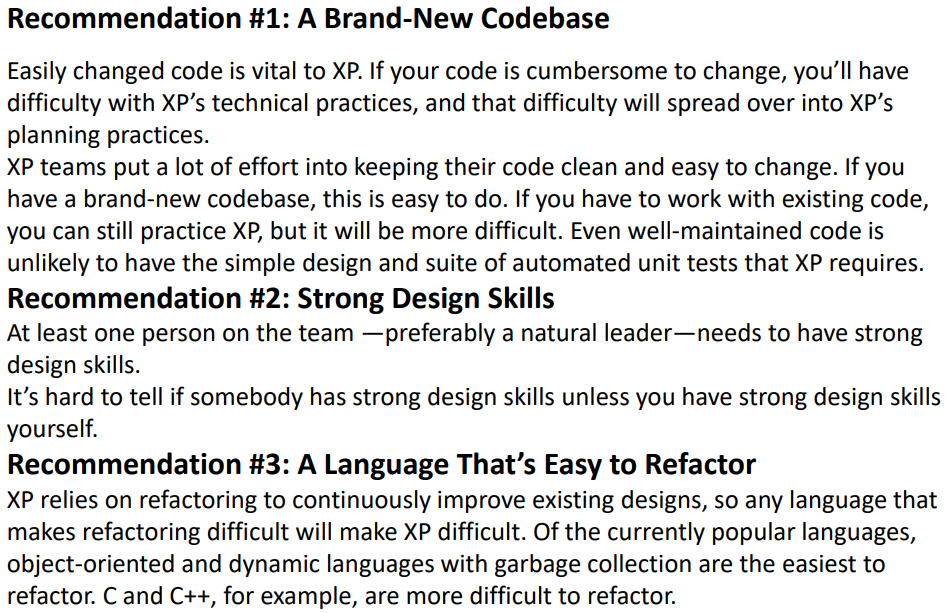 Recommendation #1: A Brand-New Codebase
Easily changed code is vital to XP. If your code is cumbersome to change, you’ll have
difficulty with XP’s technical practices, and that difficulty will spread over into XP’s
planning practices.
XP teams put a lot of effort into keeping their code clean and easy to change. If you
have a brand-new codebase, this is easy to do. If you have to work with existing code,
you can still practice XP, but it will be more difficult. Even well-maintained code is
unlikely to have the simple design and suite of automated unit tests that XP requires.
Recommendation #2: Strong Design Skills
At least one person on the team —preferably a natural leader—needs to have strong
design skills.
It’s hard to tell if somebody has strong design skills unless you have strong design skills
yourself.
Recommendation #3: A Language That’s Easy to Refactor
XP relies on refactoring to continuously improve existing designs, so any language that
makes refactoring difficult will make XP difficult. Of the currently popular languages,
object-oriented and dynamic languages with garbage collection are the easiest to
refactor. C and C++, for example, are more difficult to refactor.